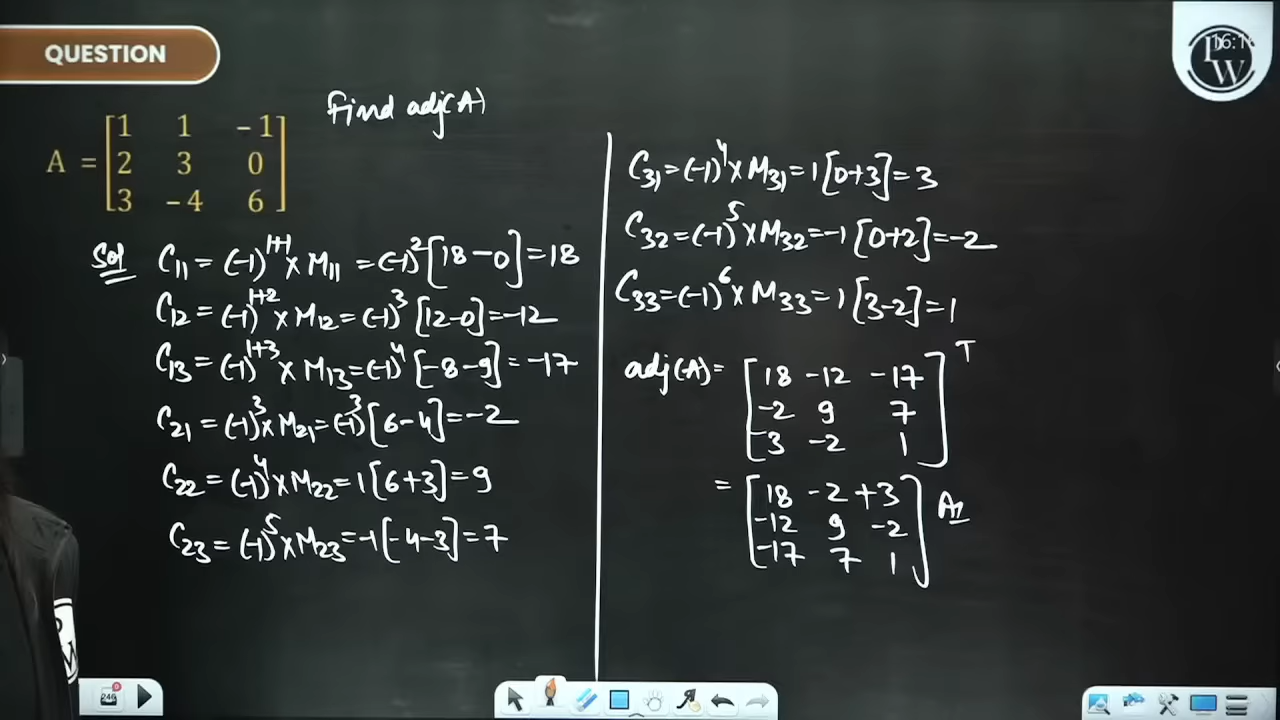 QUESTION
16:1
PW
Find adj(A)
A = [1 1 -1]
[2 3 0]
[3 -4 6]
Sol C₁₁ = (-1)¹⁺¹ × M₁₁ = (-1)² [18-0] = 18
C₁₂ = (-1)¹⁺² × M₁₂ = (-1)³ [12-0] = -12
C₁₃ = (-1)¹⁺³ × M₁₃ = (-1)⁴ [-8-9] = -17
C₂₁ = (-1)³ × M₂₁ = (-1)³ [6-4] = -2
C₂₂ = (-1)⁴ × M₂₂ = 1[6+3] = 9
C₂₃ = (-1)⁵ × M₂₃ = -1[-4-3] = 7
C₃₁ = (-1)⁴ × M₃₁ = 1[0+3] = 3
C₃₂ = (-1)⁵ × M₃₂ = -1[0+2] = -2
C₃₃ = (-1)⁶ × M₃₃ = 1[3-2] = 1
adj(A) = [18 -12 -17]ᵀ
[-2 9 7]
[-3 -2 1]
= [18 -2 +3]
[-12 9 -2] Ans
[-17 7 1]
246